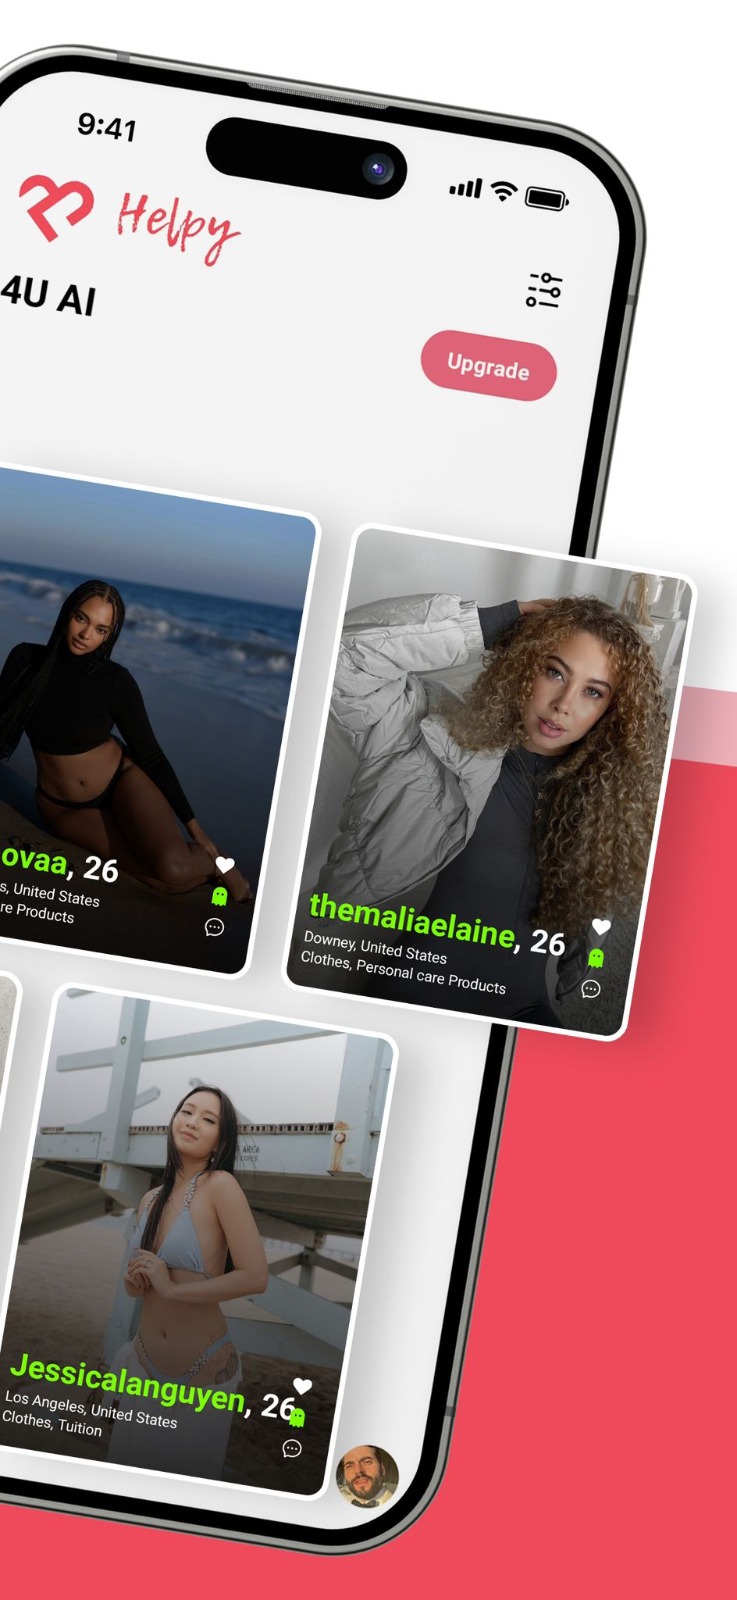 9:41
Helpy
4U AI
Upgrade
ovaa, 26
s, United States
re Products
themaliaelaine, 26
Downey, United States
Clothes, Personal care Products
Jessicalanguyen, 26
Los Angeles, United States
Clothes, Tuition